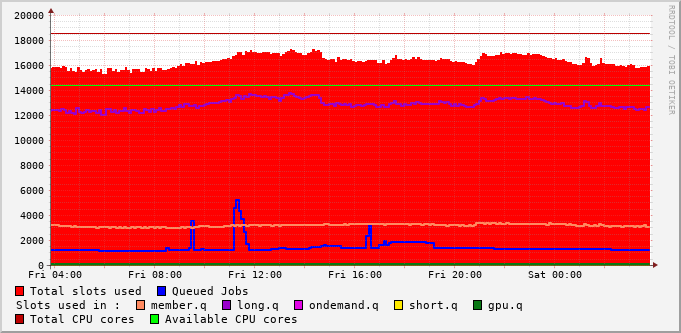 20000
18000
16000
14000
12000
10000
8000
6000
4000
2000
0
Fri 04:00 Fri 08:00 Fri 12:00 Fri 16:00 Fri 20:00 Sat 00:00
RRDTOOL / TOBI OETIKER
Total slots used Queued Jobs
Slots used in : member.q long.q ondemand.q short.q gpu.q
Total CPU cores Available CPU cores